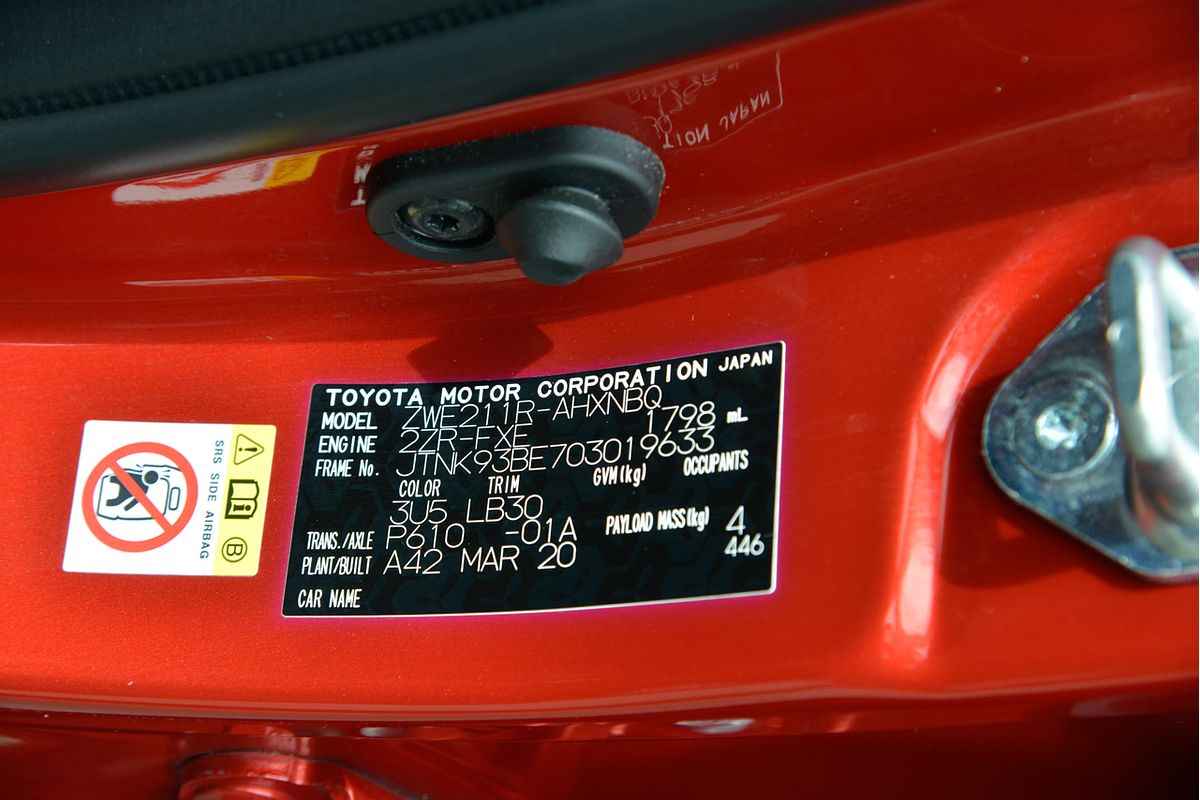 TOYOTA MOTOR CORPORATION JAPAN
MODEL ZWE211R-AHXNBQ
ENGINE 2ZR-FXE 1798 mL
FRAME No. JTNK93BE703019633
COLOR TRIM GVM(kg) OCCUPANTS
3U5 LB30
TRANS./AXLE P610 -01A PAYLOAD MASS(kg) 4
PLANT/BUILT A42 MAR 20 446
CAR NAME
SRS SIDE AIRBAG
B